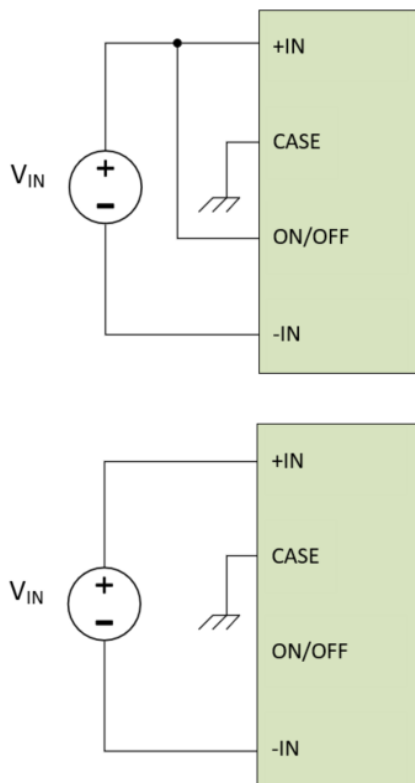 +IN
CASE
V_IN
+
−
ON/OFF
-IN
+IN
CASE
V_IN
+
−
ON/OFF
-IN